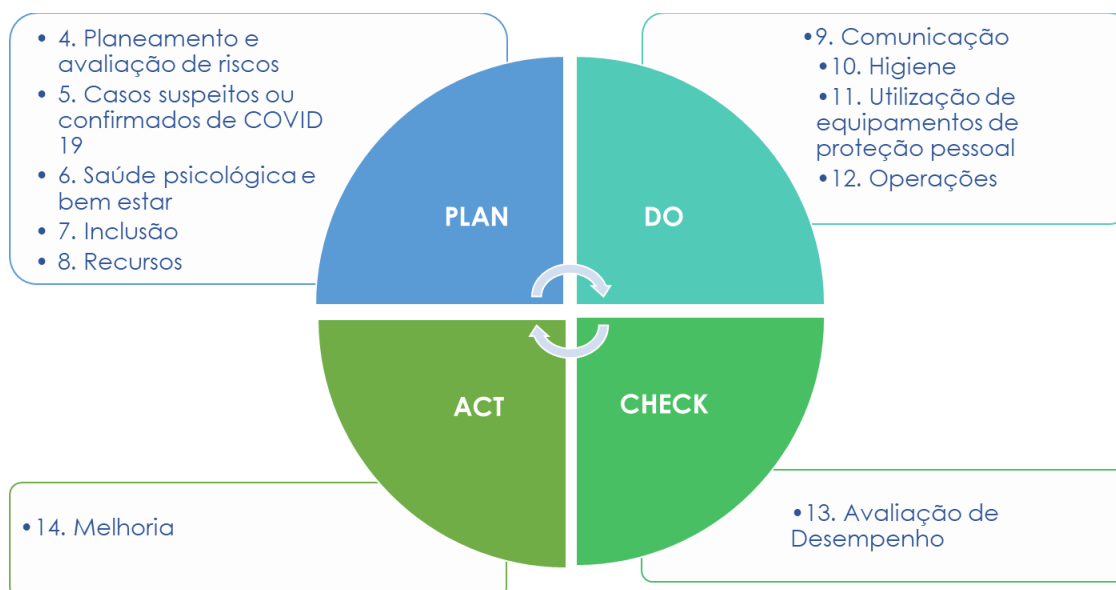 • 4. Planeamento e
avaliação de riscos
• 5. Casos suspeitos ou
confirmados de COVID
19
• 6. Saúde psicológica e
bem estar
• 7. Inclusão
• 8. Recursos
•9. Comunicação
•10. Higiene
•11. Utilização de
equipamentos de
proteção pessoal
•12. Operações
PLAN
DO
ACT
CHECK
•14. Melhoria
•13. Avaliação de
Desempenho